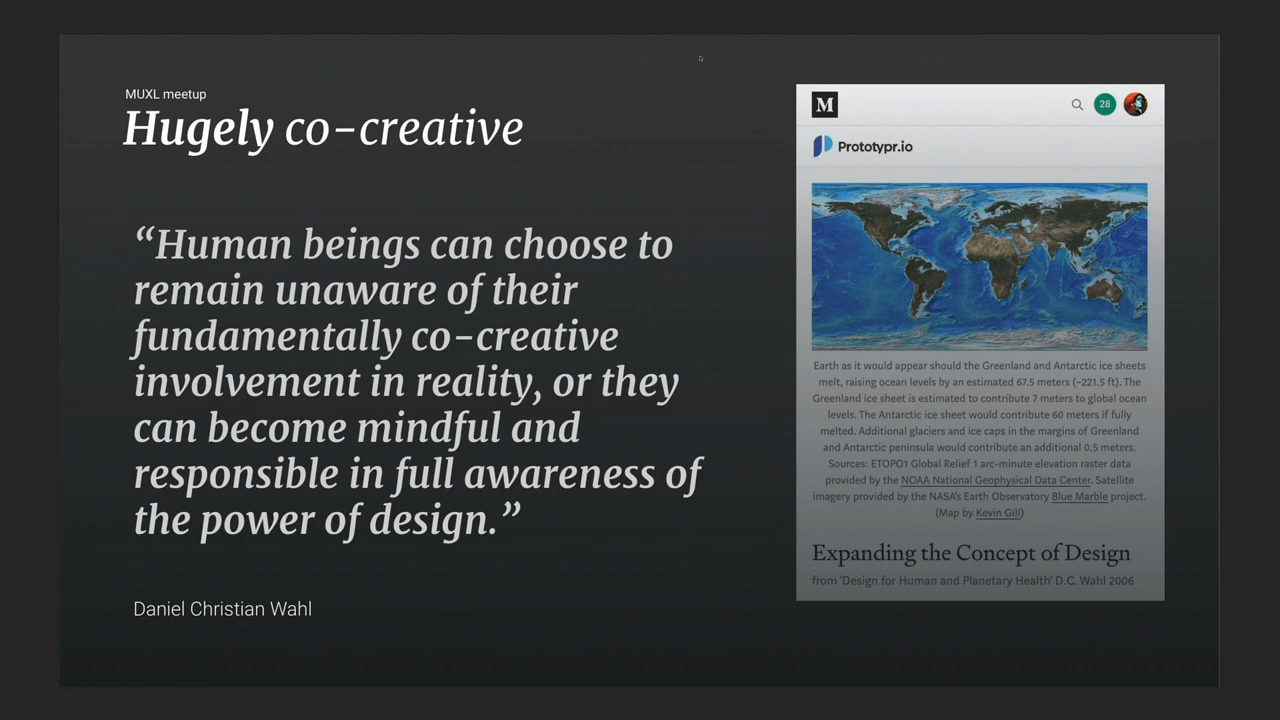 MUXL meetup
Hugely co-creative
“Human beings can choose to
remain unaware of their
fundamentally co-creative
involvement in reality, or they
can become mindful and
responsible in full awareness of
the power of design.”
Daniel Christian Wahl
M
28
Prototypr.io
Earth as it would appear should the Greenland and Antarctic ice sheets
melt, raising ocean levels by an estimated 67.5 meters (~221.5 ft). The
Greenland ice sheet is estimated to contribute 7 meters to global ocean
levels. The Antarctic ice sheet would contribute 60 meters if fully
melted. Additional glaciers and ice caps in the margins of Greenland
and Antarctic peninsula would contribute an additional 0.5 meters.
Sources: ETOPO1 Global Relief 1 arc-minute elevation raster data
provided by the NOAA National Geophysical Data Center. Satellite
imagery provided by the NASA's Earth Observatory Blue Marble project.
(Map by Kevin Gill)
Expanding the Concept of Design
from 'Design for Human and Planetary Health' D.C. Wahl 2006